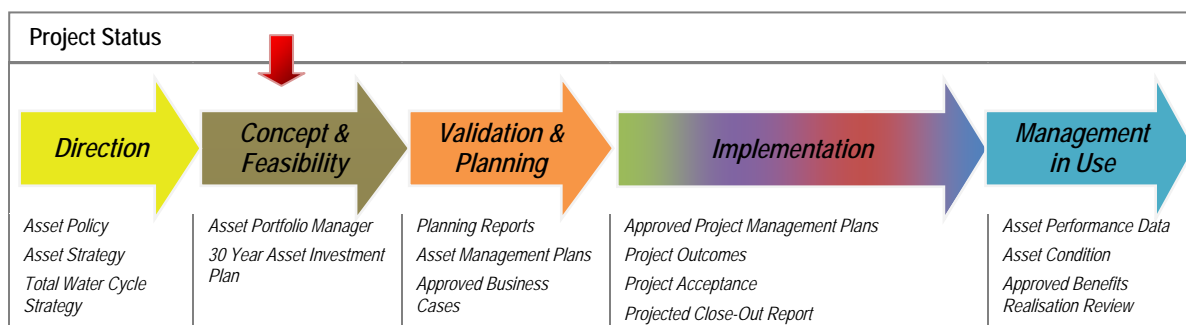 Project Status
Direction
Concept &
Feasibility
Validation &
Planning
Implementation
Management
in Use
Asset Policy
Asset Strategy
Total Water Cycle
Strategy
Asset Portfolio Manager
30 Year Asset Investment
Plan
Planning Reports
Asset Management Plans
Approved Business
Cases
Approved Project Management Plans
Project Outcomes
Project Acceptance
Projected Close-Out Report
Asset Performance Data
Asset Condition
Approved Benefits
Realisation Review